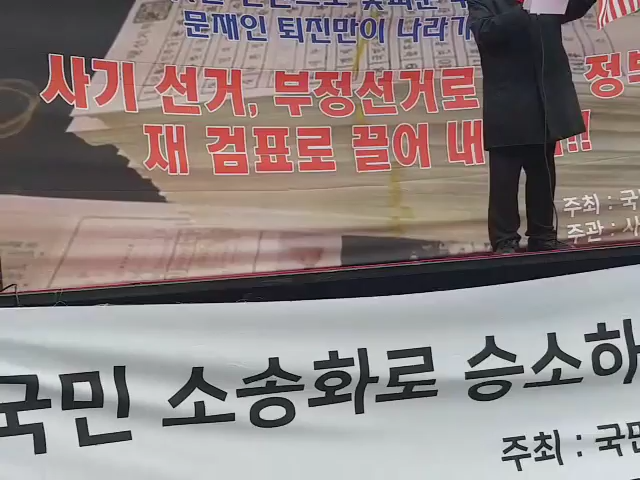 문재인 퇴진만이 나라가
사기 선거, 부정선거로 정부
재 검표로 끌어 내 !!
주최 : 국
주관 : 사
국민 소송화로 승소하
주최 : 국민